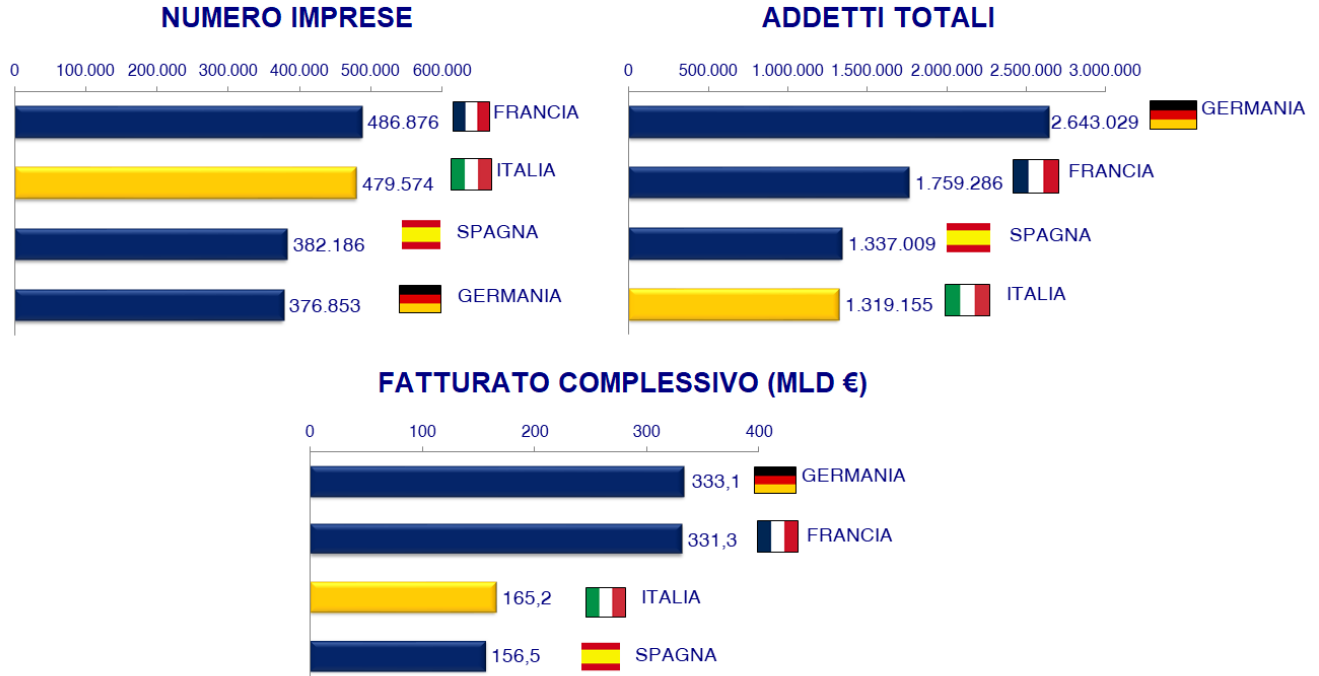 NUMERO IMPRESE
0 100.000 200.000 300.000 400.000 500.000 600.000
486.876 FRANCIA
479.574 ITALIA
382.186 SPAGNA
376.853 GERMANIA
ADDETTI TOTALI
0 500.000 1.000.000 1.500.000 2.000.000 2.500.000 3.000.000
2.643.029 GERMANIA
1.759.286 FRANCIA
1.337.009 SPAGNA
1.319.155 ITALIA
FATTURATO COMPLESSIVO (MLD €)
0 100 200 300 400
333,1 GERMANIA
331,3 FRANCIA
165,2 ITALIA
156,5 SPAGNA